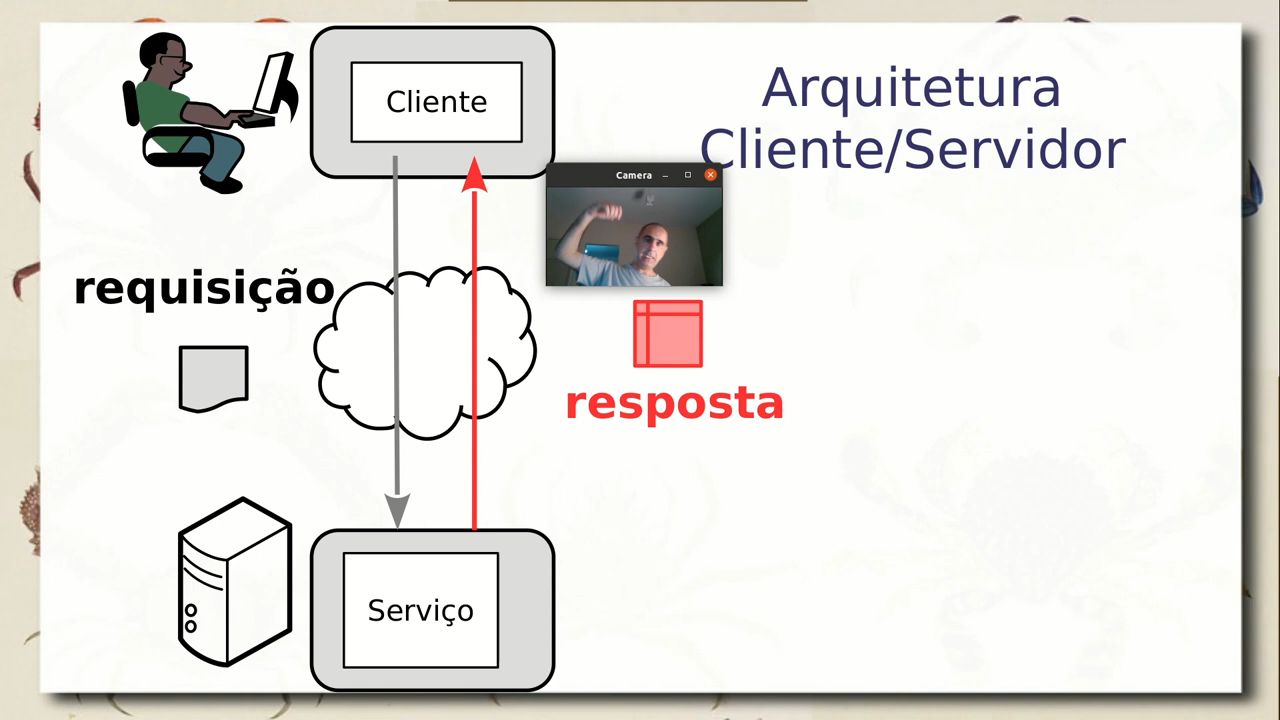 Cliente
Arquitetura
Cliente/Servidor
Camera
requisição
resposta
Serviço